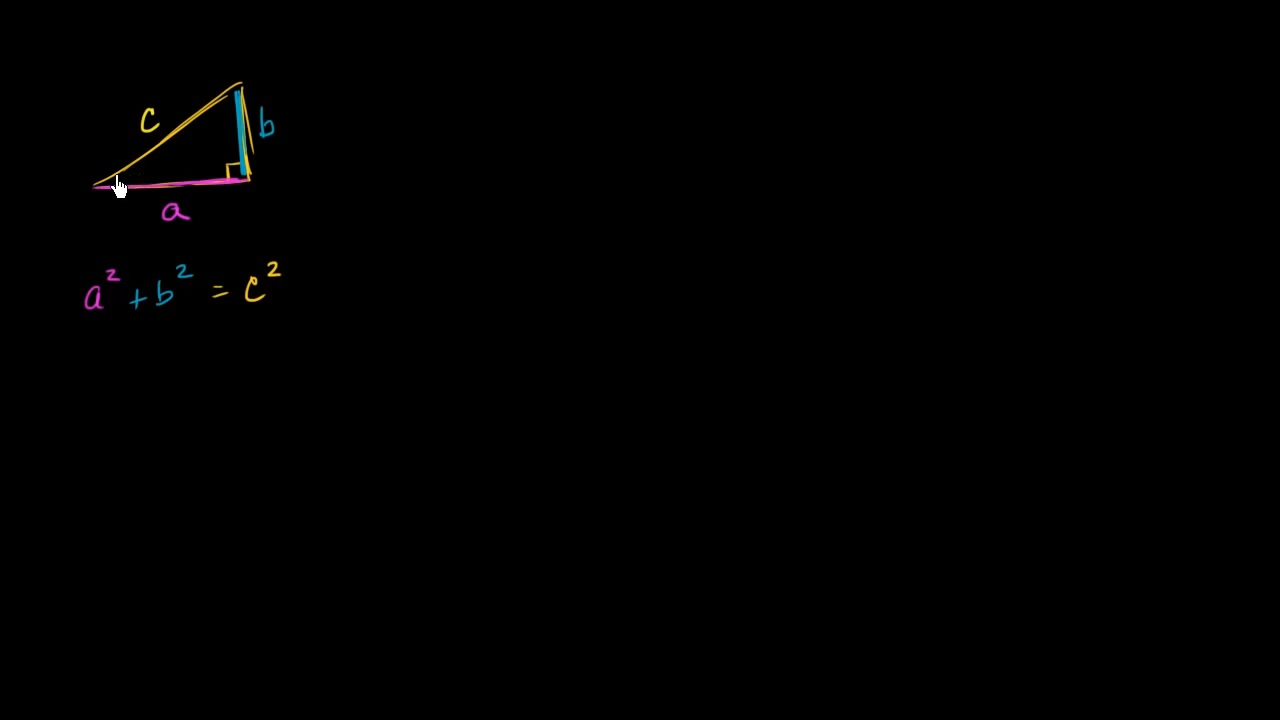 c
b
a
a² + b² = c²